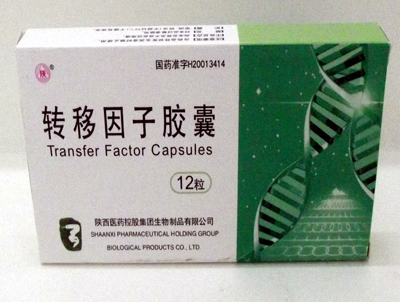 陕
国药准字H20013414
转移因子胶囊
Transfer Factor Capsules
12粒
陕西医药控股集团生物制品有限公司
SHAANXI PHARMACEUTICAL HOLDING GROUP
BIOLOGICAL PRODUCTS CO., LTD.